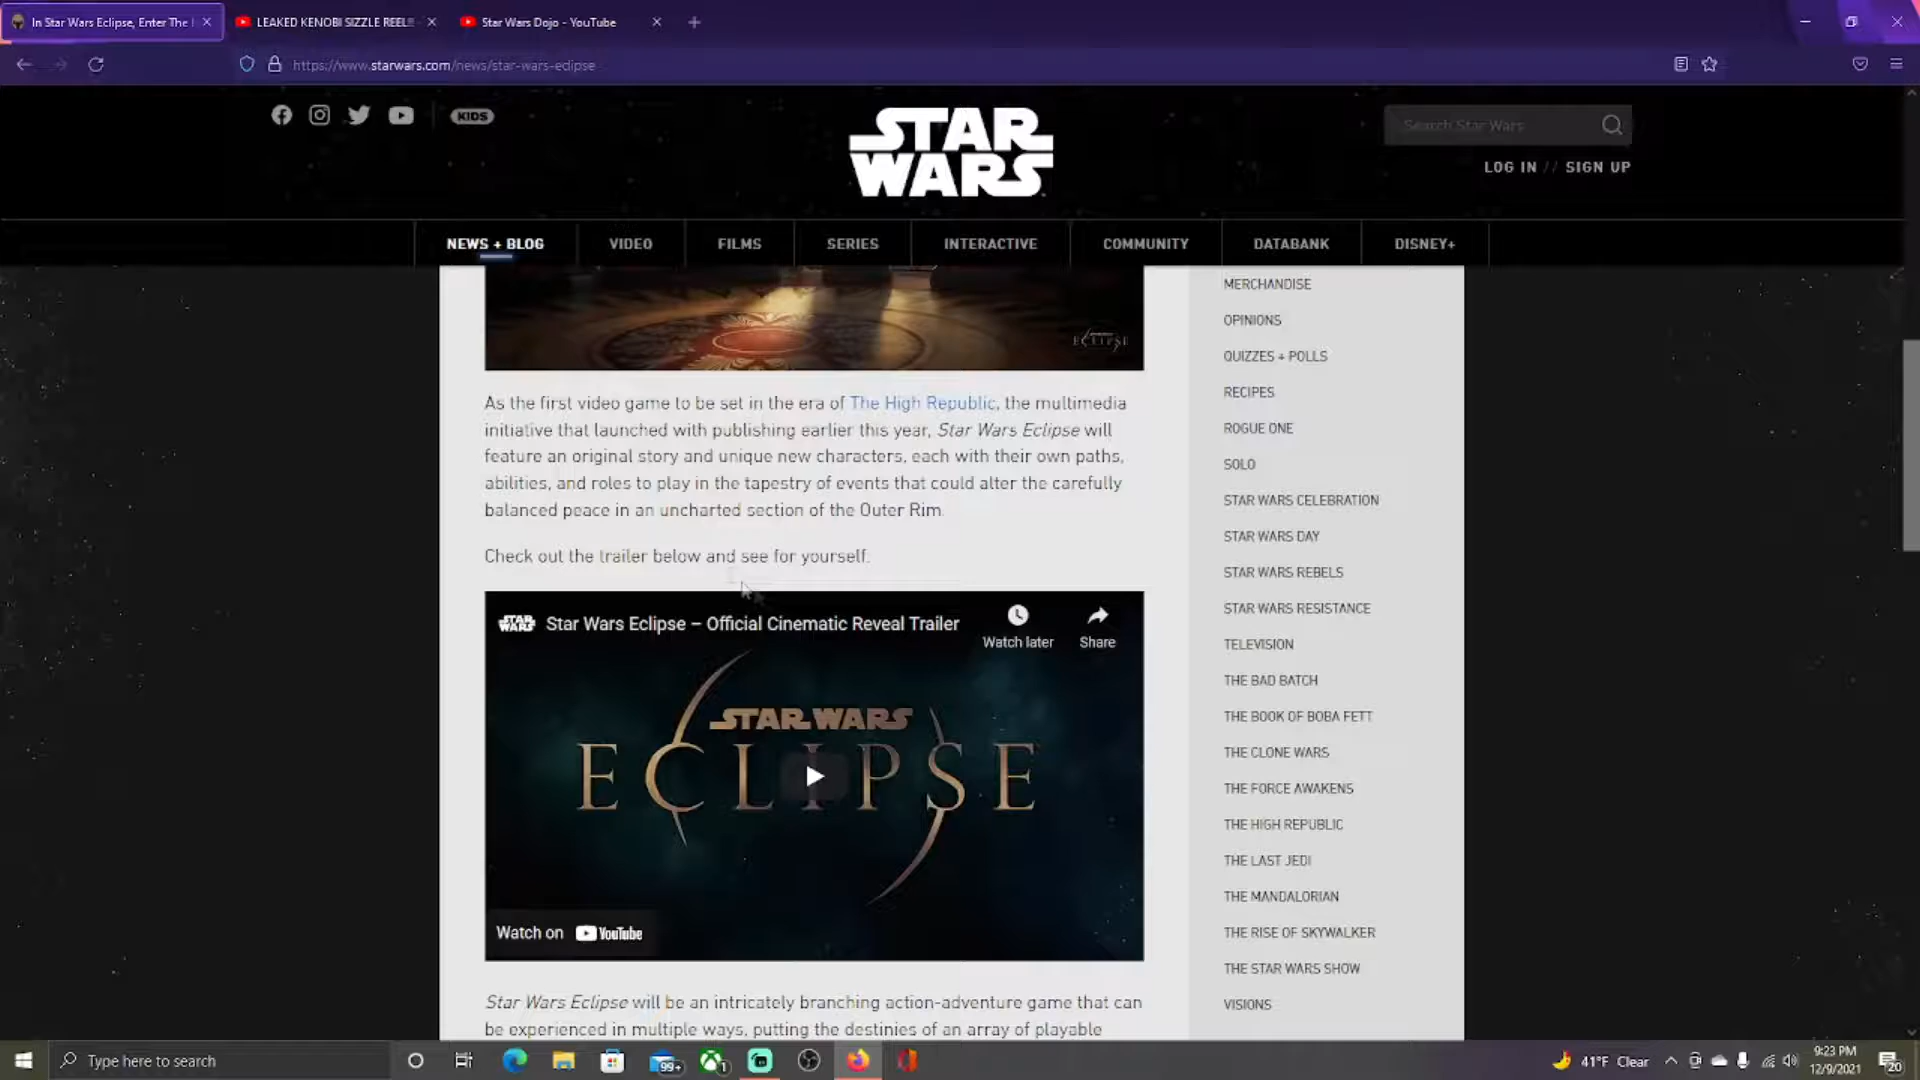 In Star Wars Eclipse, Enter The
LEAKED KENOBI SIZZLE REEL!!
Star Wars Dojo - YouTube
https://www.starwars.com/news/star-wars-eclipse
KIDS
STAR
WARS
Search Star Wars
LOG IN // SIGN UP
NEWS + BLOG
VIDEO
FILMS
SERIES
INTERACTIVE
COMMUNITY
DATABANK
DISNEY+
ECLIPSE
As the first video game to be set in the era of The High Republic, the multimedia
initiative that launched with publishing earlier this year, Star Wars Eclipse will
feature an original story and unique new characters, each with their own paths,
abilities, and roles to play in the tapestry of events that could alter the carefully
balanced peace in an uncharted section of the Outer Rim.
Check out the trailer below and see for yourself.
STAR WARS
Star Wars Eclipse – Official Cinematic Reveal Trailer
Watch later
Share
STAR WARS
ECLIPSE
Watch on YouTube
Star Wars Eclipse will be an intricately branching action-adventure game that can
be experienced in multiple ways, putting the destinies of an array of playable
MERCHANDISE
OPINIONS
QUIZZES + POLLS
RECIPES
ROGUE ONE
SOLO
STAR WARS CELEBRATION
STAR WARS DAY
STAR WARS REBELS
STAR WARS RESISTANCE
TELEVISION
THE BAD BATCH
THE BOOK OF BOBA FETT
THE CLONE WARS
THE FORCE AWAKENS
THE HIGH REPUBLIC
THE LAST JEDI
THE MANDALORIAN
THE RISE OF SKYWALKER
THE STAR WARS SHOW
VISIONS
Type here to search
99+
1
41°F Clear
9:23 PM
12/9/2021
20